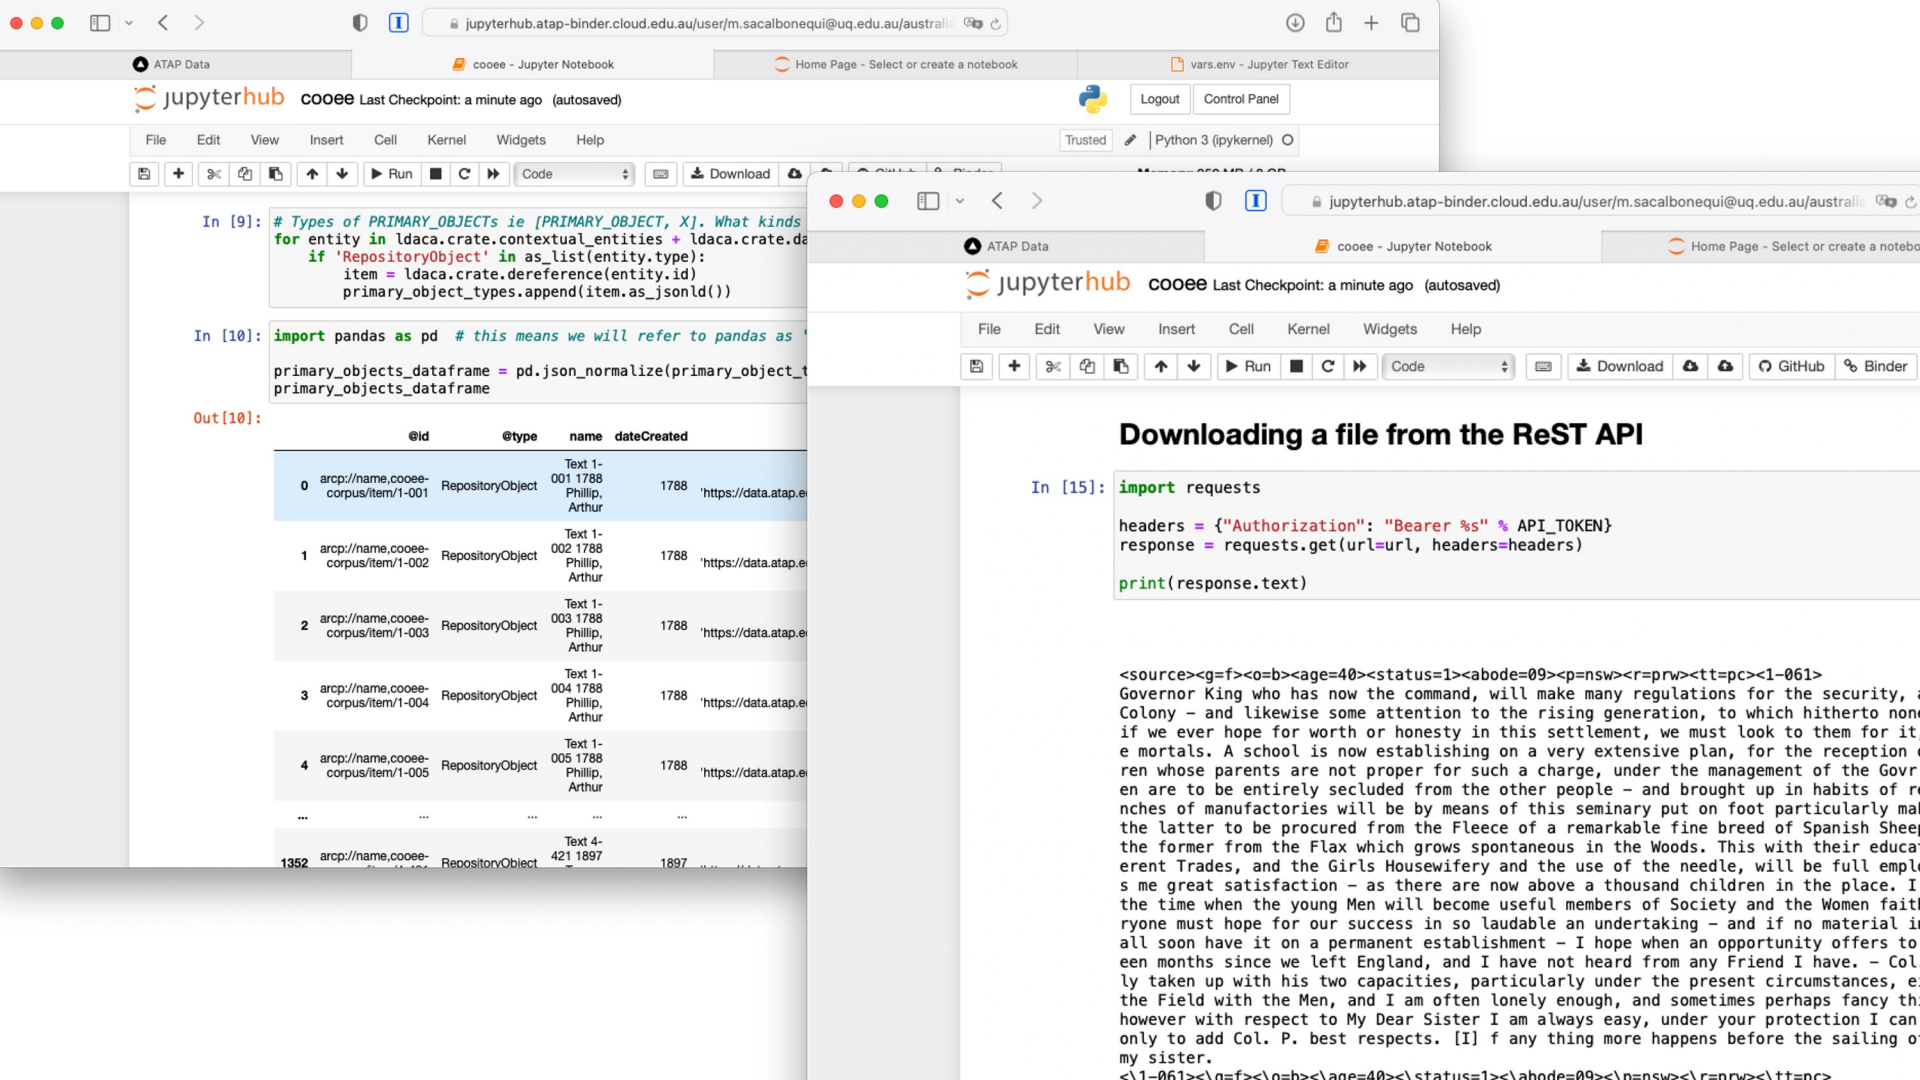 jupyterhub.atap-binder.cloud.edu.au/user/m.sacalbonequi@uq.edu.au/australia
ATAP Data
cooee - Jupyter Notebook
Home Page - Select or create a notebook
vars.env - Jupyter Text Editor
jupyterhub cooee Last Checkpoint: a minute ago (autosaved)
Logout
Control Panel
File Edit View Insert Cell Kernel Widgets Help
Trusted
Python 3 (ipykernel)
Run
Code
Download
In [9]:
# Types of PRIMARY_OBJECTs ie [PRIMARY_OBJECT, X]. What kinds
for entity in ldaca.crate.contextual_entities + ldaca.crate.da
if 'RepositoryObject' in as_list(entity.type):
item = ldaca.crate.dereference(entity.id)
primary_object_types.append(item.as_jsonld())
In [10]:
import pandas as pd # this means we will refer to pandas as '
primary_objects_dataframe = pd.json_normalize(primary_object_t
primary_objects_dataframe
Out[10]:
@id @type name dateCreated
0 arcp://name,cooee-corpus/item/1-001 RepositoryObject Text 1-001 1788 Phillip, Arthur 1788 'https://data.atap.e
1 arcp://name,cooee-corpus/item/1-002 RepositoryObject Text 1-002 1788 Phillip, Arthur 1788 'https://data.atap.e
2 arcp://name,cooee-corpus/item/1-003 RepositoryObject Text 1-003 1788 Phillip, Arthur 1788 'https://data.atap.e
3 arcp://name,cooee-corpus/item/1-004 RepositoryObject Text 1-004 1788 Phillip, Arthur 1788 'https://data.atap.e
4 arcp://name,cooee-corpus/item/1-005 RepositoryObject Text 1-005 1788 Phillip, Arthur 1788 'https://data.atap.e
... ... ... ... ...
1352 arcp://name,cooee- RepositoryObject Text 4-421 1897 1897
jupyterhub.atap-binder.cloud.edu.au/user/m.sacalbonequi@uq.edu.au/australia
ATAP Data
cooee - Jupyter Notebook
Home Page - Select or create a notebo
jupyterhub cooee Last Checkpoint: a minute ago (autosaved)
File Edit View Insert Cell Kernel Widgets Help
Run
Code
Download
GitHub
Binder
Downloading a file from the ReST API
In [15]:
import requests
headers = {"Authorization": "Bearer %s" % API_TOKEN}
response = requests.get(url=url, headers=headers)
print(response.text)
<source><g=f><o=b><age=40><status=1><abode=09><p=nsw><r=prw><tt=pc><1-061>
Governor King who has now the command, will make many regulations for the security, a
Colony – and likewise some attention to the rising generation, to which hitherto none
if we ever hope for worth or honesty in this settlement, we must look to them for it,
e mortals. A school is now establishing on a very extensive plan, for the reception o
ren whose parents are not proper for such a charge, under the management of the Govr
en are to be entirely secluded from the other people – and brought up in habits of re
nches of manufactories will be by means of this seminary put on foot particularly mak
the latter to be procured from the Fleece of a remarkable fine breed of Spanish Sheep
the former from the Flax which grows spontaneous in the Woods. This with their educat
erent Trades, and the Girls Housewifery and the use of the needle, will be full emplo
s me great satisfaction – as there are now above a thousand children in the place. I
the time when the young Men will become useful members of Society and the Women faith
ryone must hope for our success in so laudable an undertaking – and if no material in
all soon have it on a permanent establishment – I hope when an opportunity offers to
een months since we left England, and I have not heard from any Friend I have. – Col.
ly taken up with his two capacities, particularly under the present circumstances, e
the Field with the Men, and I am often lonely enough, and sometimes perhaps fancy thi
however with respect to My Dear Sister I am always easy, under your protection I can
only to add Col. P. best respects. [I] f any thing more happens before the sailing o
my sister.
<\1-061><\g=f><\o=b><\age=40><\status=1><\abode=09><\p=nsw><\r=prw><\tt=pc>